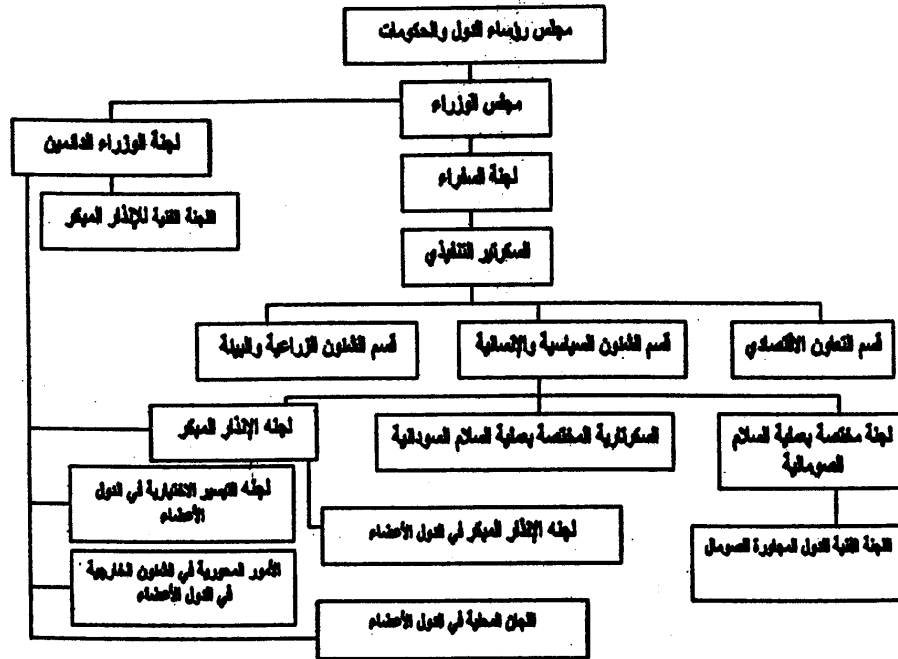 مجلس رؤساء الدول والحكومات
مجلس الوزراء
لجنة الوزراء الدائمين
لجنة السفراء
اللجنة الفنية للإنذار المبكر
السكرتير التنفيذي
قسم التعاون الاقتصادي
قسم الشئون السياسية والإنسانية
قسم الشئون الزراعية والبيئة
لجنة مختصة بعملية السلام
الصومالية
السكرتارية المختصة بعملية السلام السودانية
لجنه الإنذار المبكر
لجنه التيسير الاختيارية في الدول
الأعضاء
لجنه الإنذار المبكر في الدول الأعضاء
اللجنة الفنية للدول المجاورة للصومال
الأمور المحورية في الشئون الخارجية
في الدول الأعضاء
اللجان المحلية في الدول الأعضاء